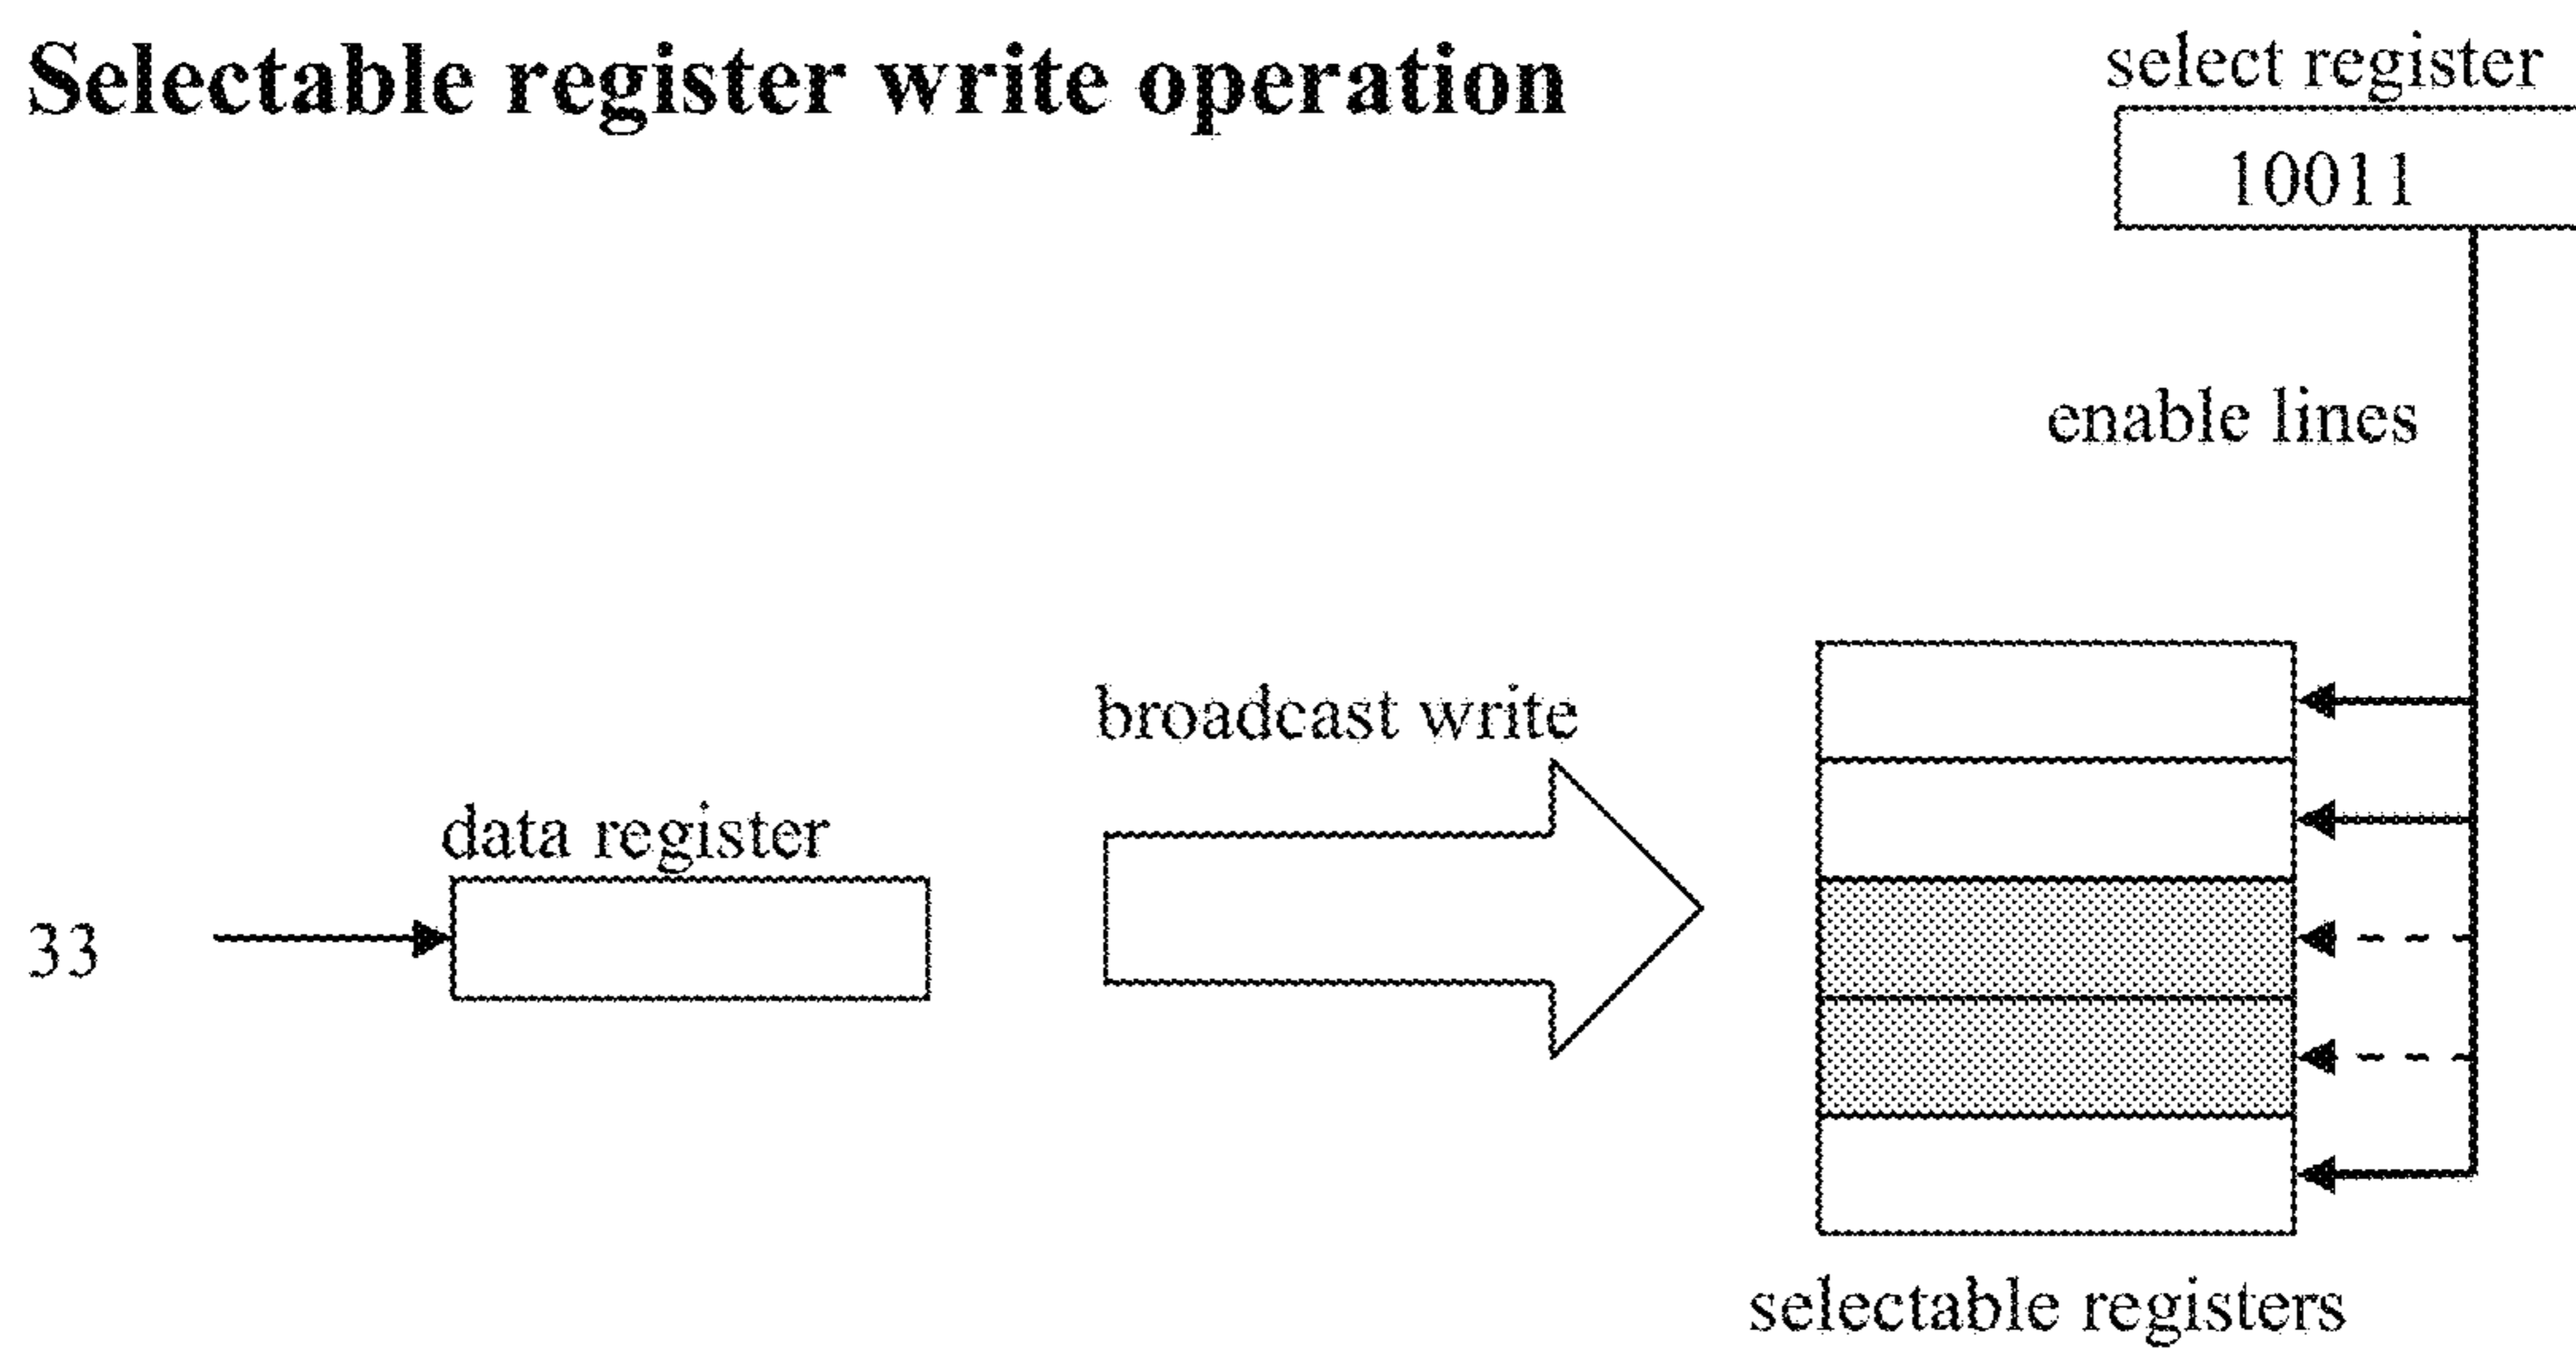 Selectable register write operation
select register
10011
enable lines
broadcast write
data register
33
selectable registers